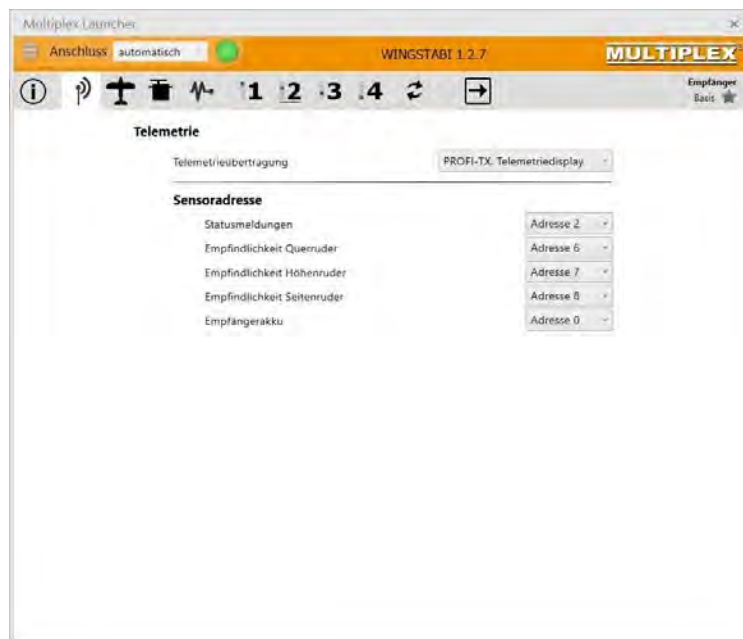 Multiplex Launcher
Anschluss automatisch WINGSTABI 1.2.7 MULTIPLEX
1 2 3 4 Empfänger
Basis
Telemetrie
Telemetrieübertragung PROFI-TX, Telemetriedisplay
Sensoradresse
Statusmeldungen Adresse 2
Empfindlichkeit Querruder Adresse 6
Empfindlichkeit Höhenruder Adresse 7
Empfindlichkeit Seitenruder Adresse 8
Empfängerakku Adresse 0